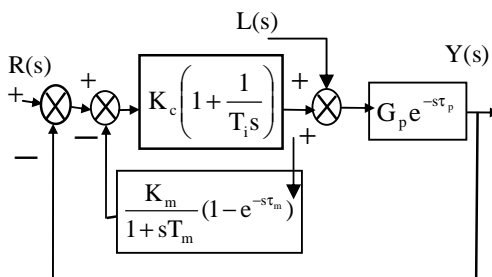 L(s)
R(s)
Y(s)
+ + − −
K_c(1 + 1/(T_i s))
+ +
G_p e^{-sτ_p}
K_m/(1+sT_m) (1−e^{-sτ_m})